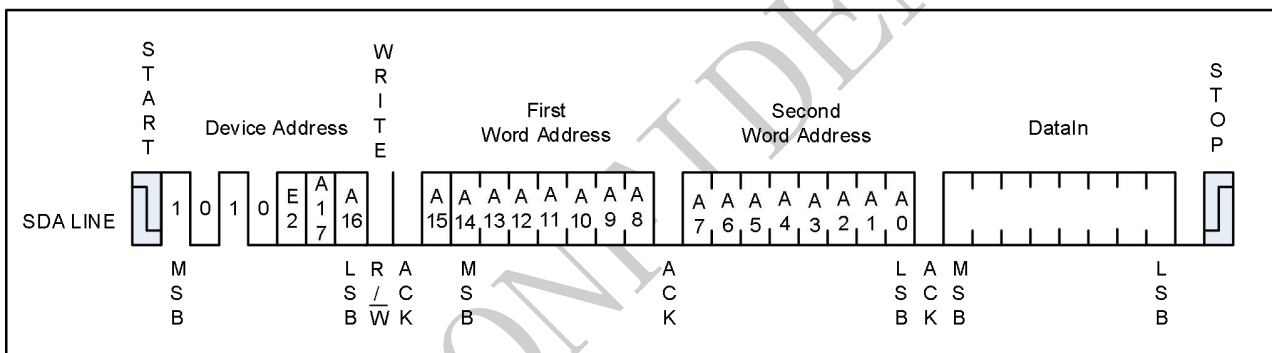 START
WRITE
STOP
Device Address
First
Word Address
Second
Word Address
DataIn
SDA LINE
1 0 1 0 E2 A17 A16 A15 A14 A13 A12 A11 A10 A9 A8 A7 A6 A5 A4 A3 A2 A1 A0
MSB LSB R/W ACK MSB ACK LSB ACK MSB LSB